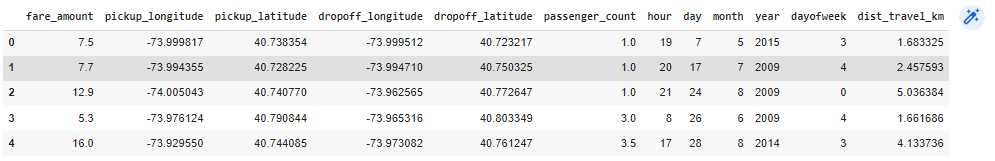 fare_amount pickup_longitude pickup_latitude dropoff_longitude dropoff_latitude passenger_count hour day month year dayofweek dist_travel_km
0 7.5 -73.999817 40.738354 -73.999512 40.723217 1.0 19 7 5 2015 3 1.683325
1 7.7 -73.994355 40.728225 -73.994710 40.750325 1.0 20 17 7 2009 4 2.457593
2 12.9 -74.005043 40.740770 -73.962565 40.772647 1.0 21 24 8 2009 0 5.036384
3 5.3 -73.976124 40.790844 -73.965316 40.803349 3.0 8 26 6 2009 4 1.661686
4 16.0 -73.929550 40.744085 -73.973082 40.761247 3.5 17 28 8 2014 3 4.133736